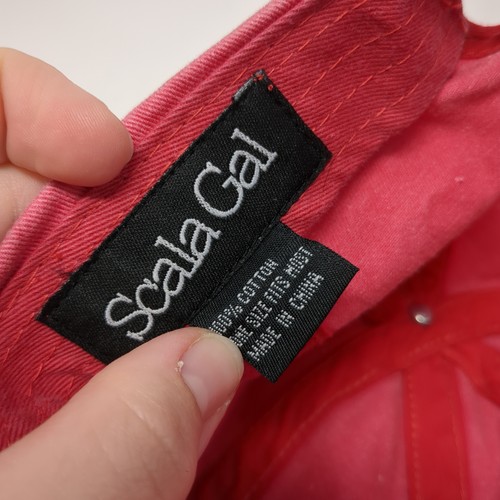 Scala Gal
100% COTTON
ONE SIZE FITS MOST
MADE IN CHINA